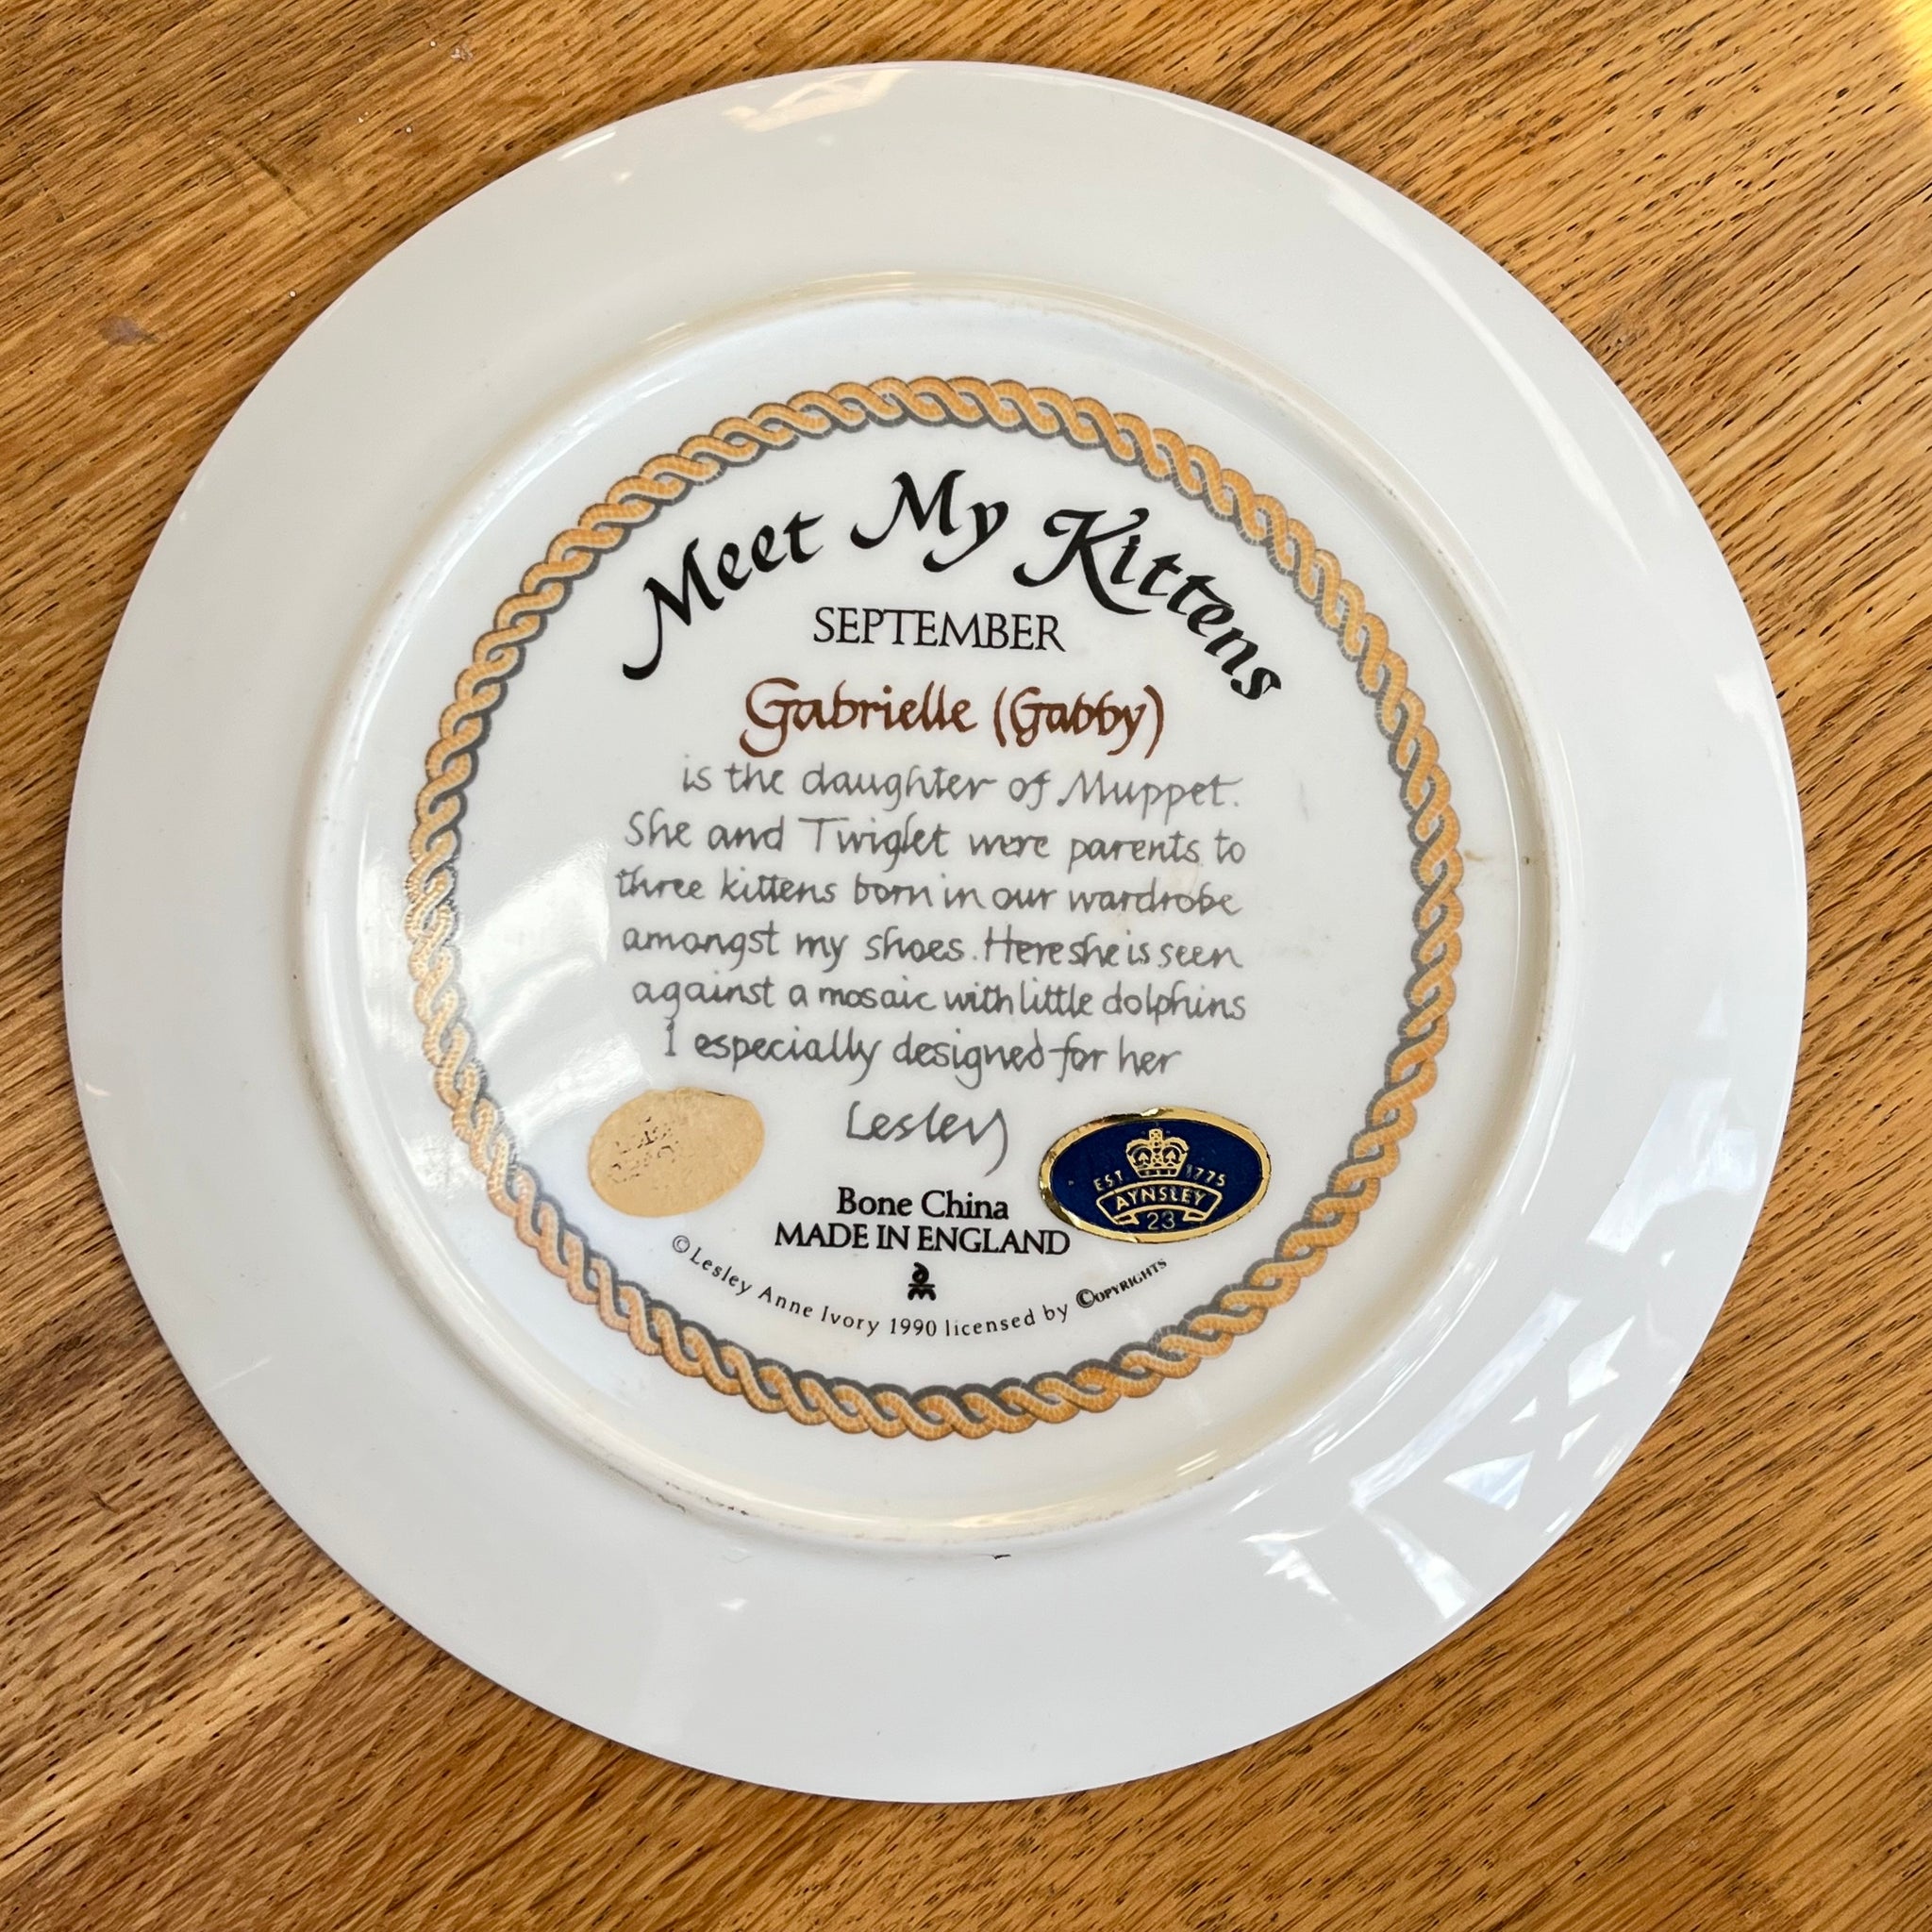 Meet My Kittens
SEPTEMBER
Gabrielle (Gabby)
is the daughter of Muppet.
She and Twiglet were parents to
three kittens born in our wardrobe
amongst my shoes. Here she is seen
against a mosaic with little dolphins
I especially designed for her
Lesley
EST. 1775
AYNSLEY
23
Bone China
MADE IN ENGLAND
© Lesley Anne Ivory 1990 licensed by ©OPYRIGHTS